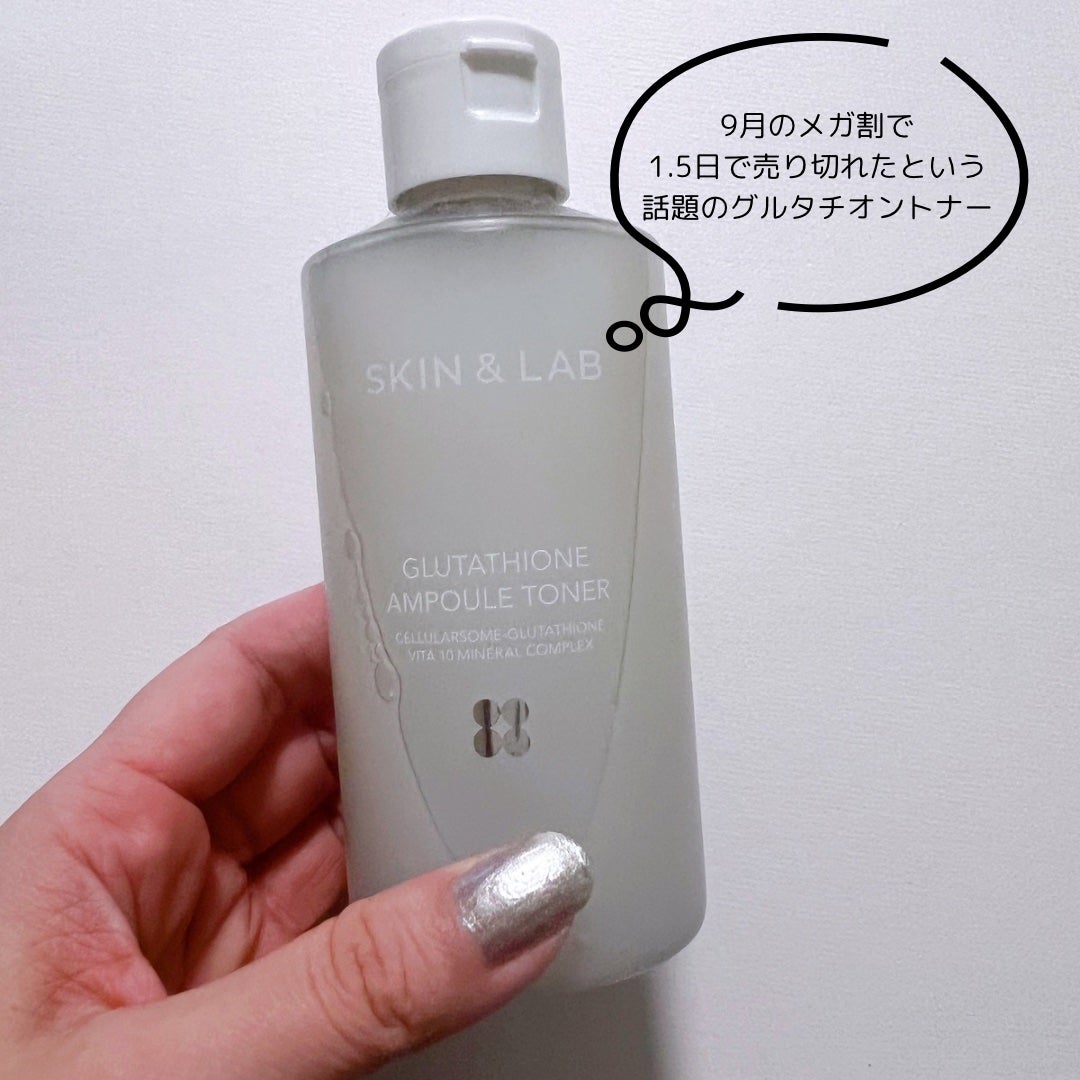 9月のメガ割で
1.5日で売り切れたという
話題のグルタチオントナー
SKIN & LAB
GLUTATHIONE
AMPOULE TONER
CELLULARSOME-GLUTATHIONE
VITA 10 MINERAL COMPLEX